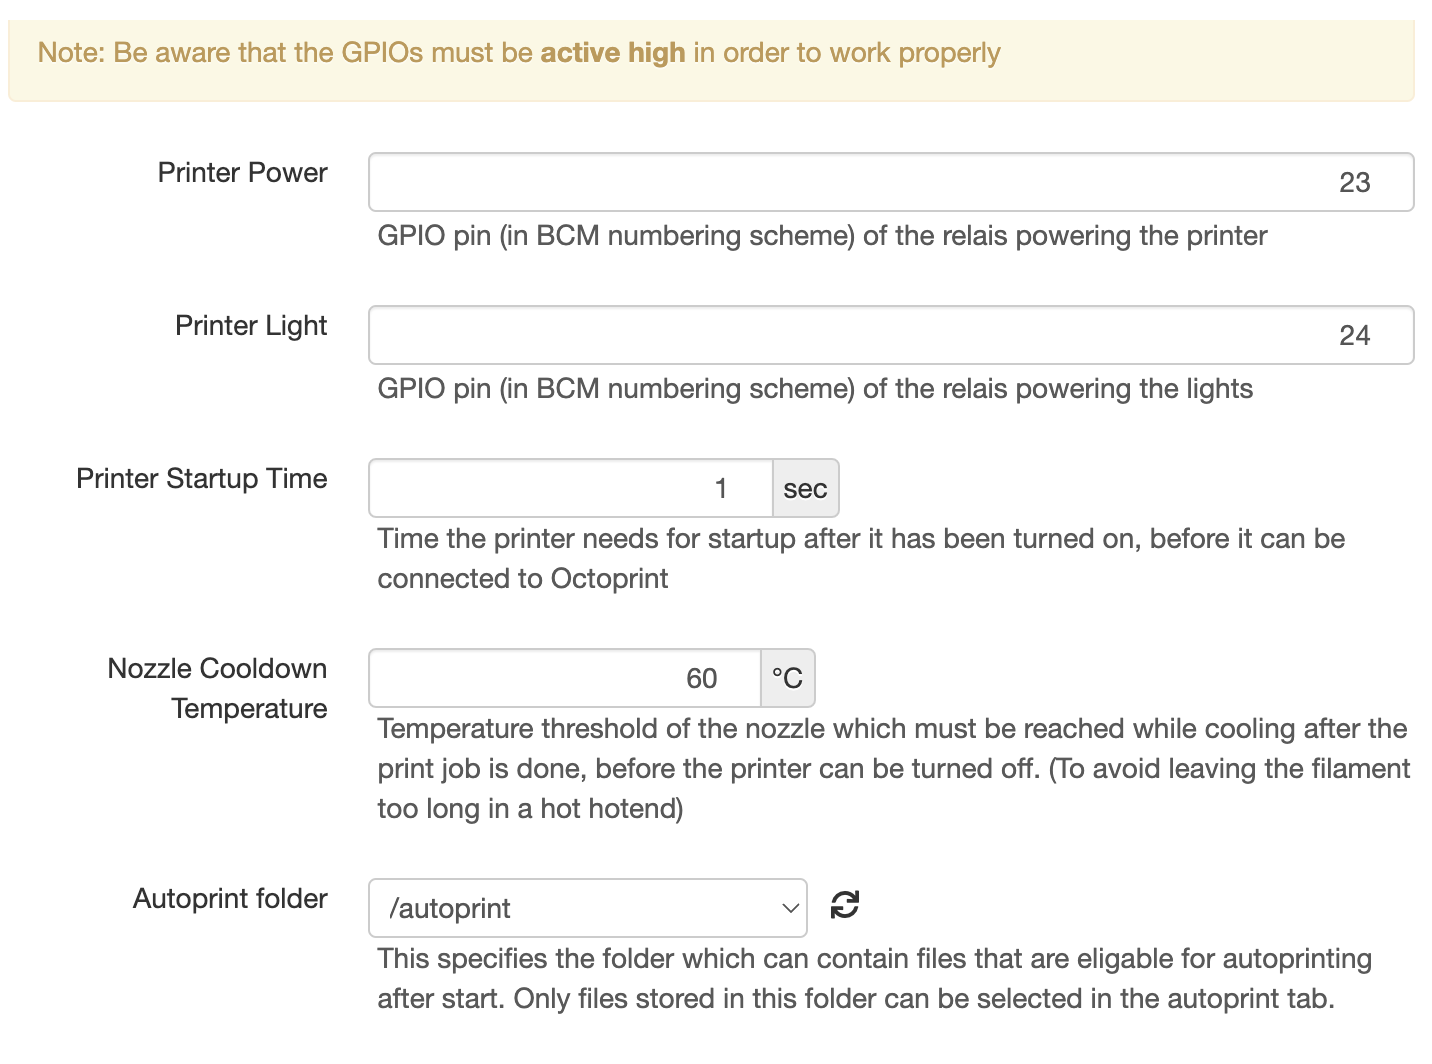 Note: Be aware that the GPIOs must be active high in order to work properly
Printer Power
23
GPIO pin (in BCM numbering scheme) of the relais powering the printer
Printer Light
24
GPIO pin (in BCM numbering scheme) of the relais powering the lights
Printer Startup Time
1 sec
Time the printer needs for startup after it has been turned on, before it can be
connected to Octoprint
Nozzle Cooldown
Temperature
60 °C
Temperature threshold of the nozzle which must be reached while cooling after the
print job is done, before the printer can be turned off. (To avoid leaving the filament
too long in a hot hotend)
Autoprint folder
/autoprint
This specifies the folder which can contain files that are eligable for autoprinting
after start. Only files stored in this folder can be selected in the autoprint tab.